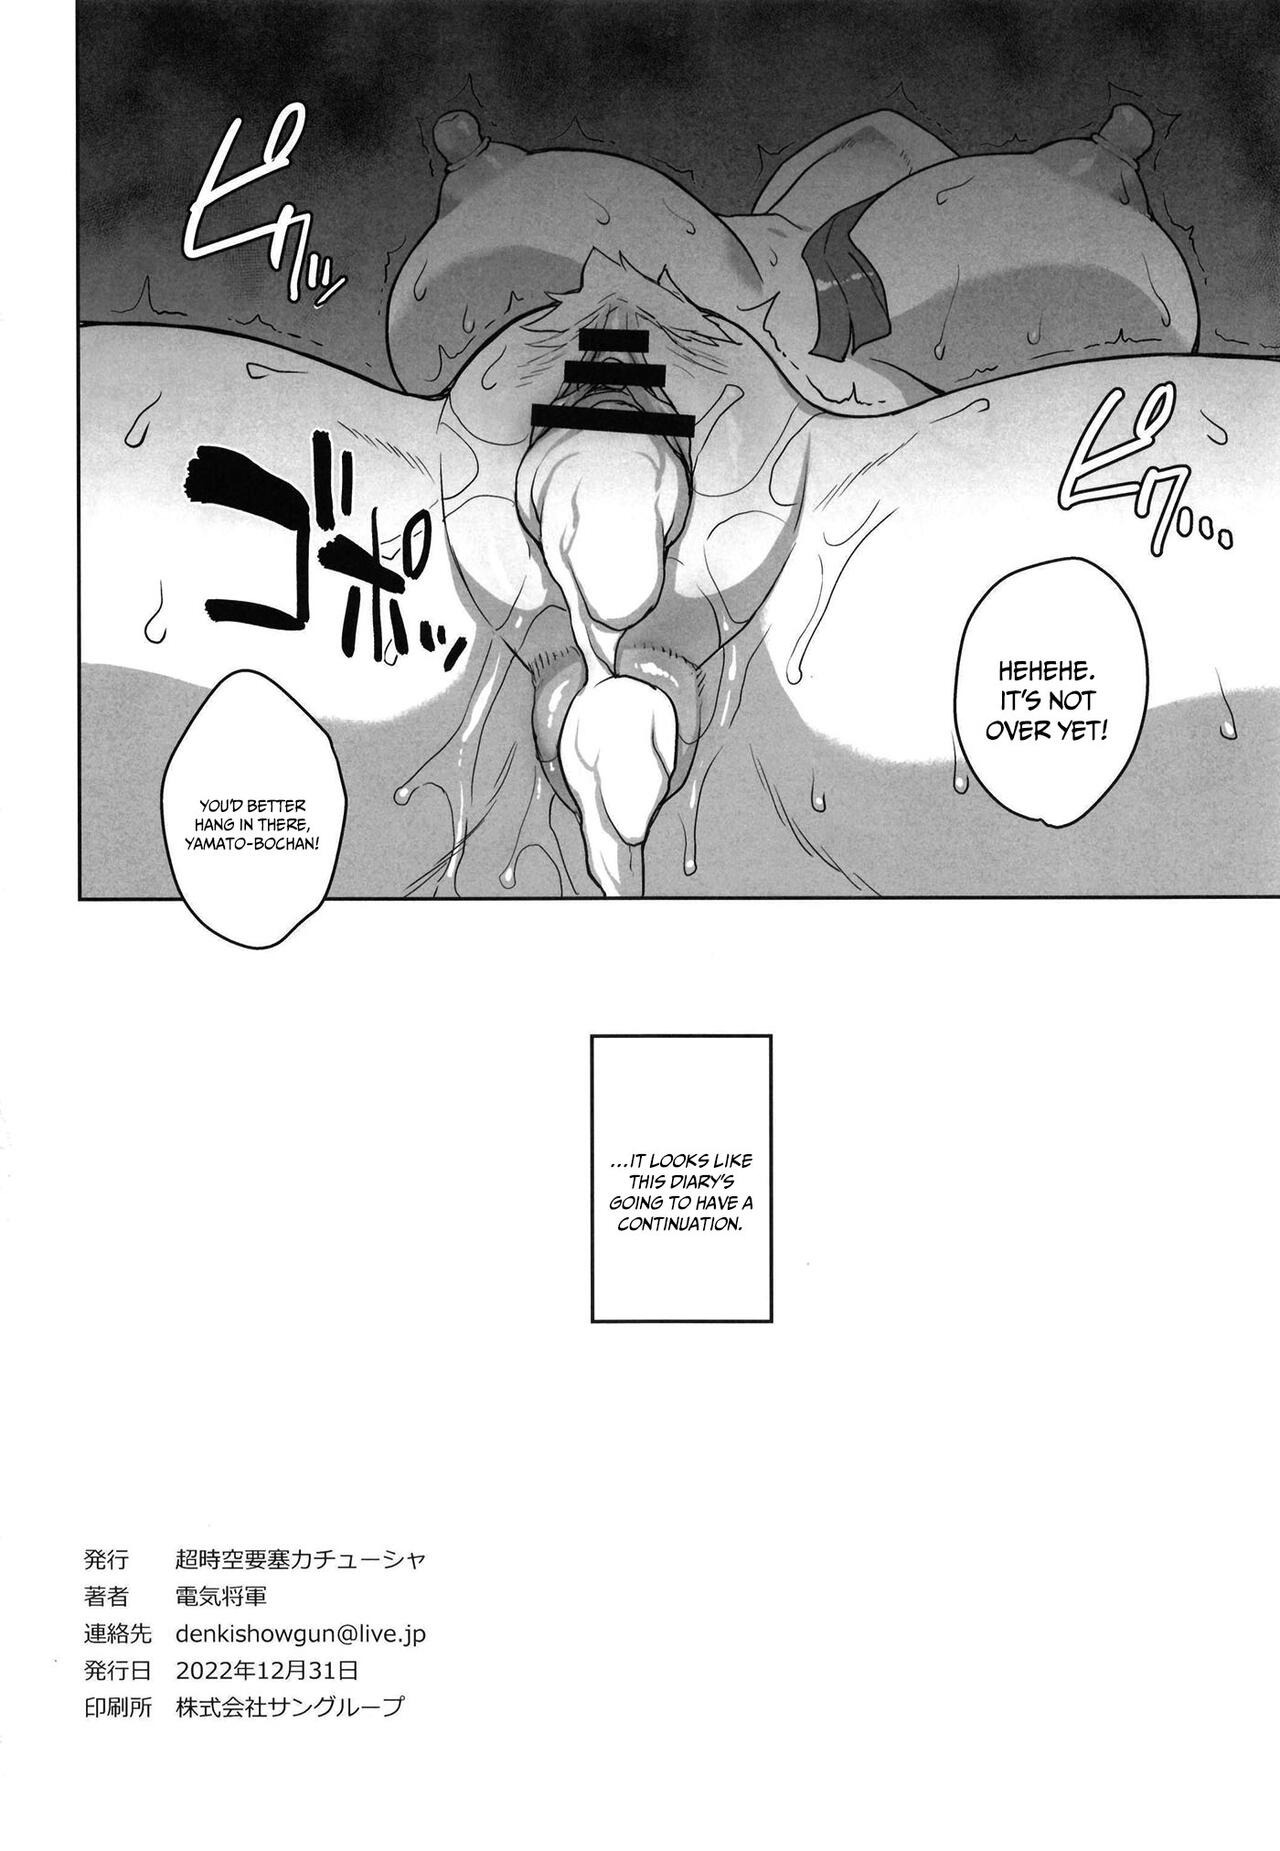 ビクッ
ビクッ...
ゴポォッ
HEHEHE.
IT'S NOT
OVER YET!
YOU'D BETTER
HANG IN THERE,
YAMATO-BOCHAN!
...IT LOOKS LIKE
THIS DIARY'S
GOING TO HAVE A
CONTINUATION.
発行 超時空要塞カチューシャ
著者 電気将軍
連絡先 denkishowgun@live.jp
発行日 2022年12月31日
印刷所 株式会社サングループ